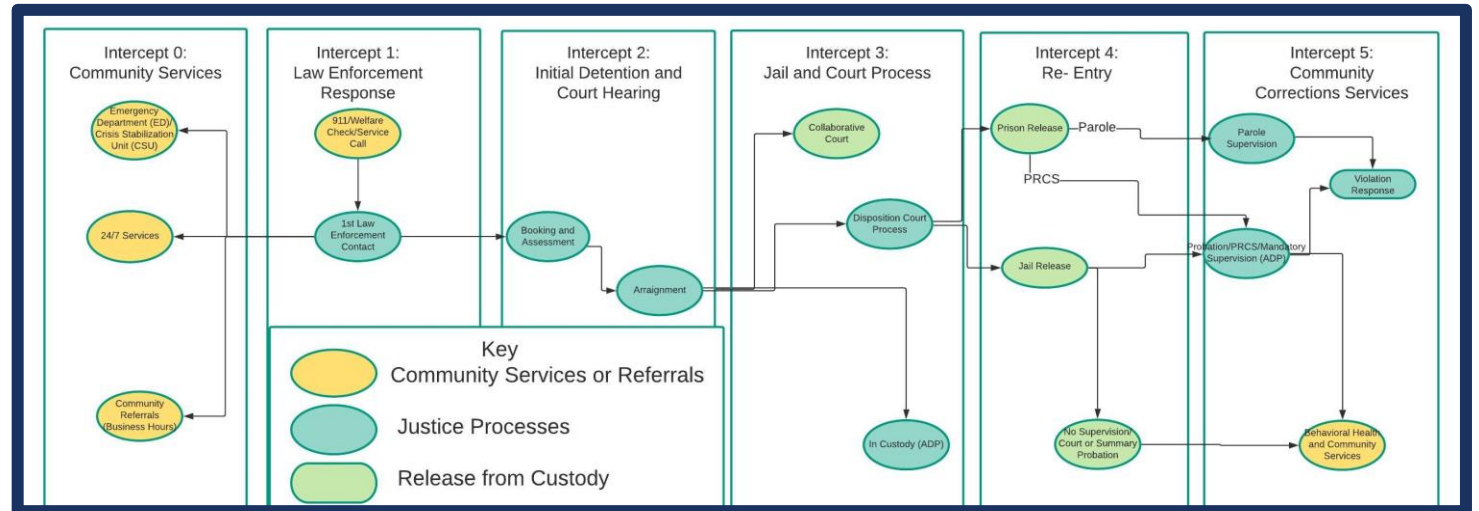 Intercept 0:
Community Services
Emergency
Department (ED)/
Crisis Stabilization
Unit (CSU)
24/7 Services
Community
Referrals
(Business Hours)
Intercept 1:
Law Enforcement
Response
911/Welfare
Check/Service
Call
1st Law
Enforcement
Contact
Intercept 2:
Initial Detention and
Court Hearing
Booking and
Assessment
Arraignment
Intercept 3:
Jail and Court Process
Collaborative
Court
Disposition Court
Process
In Custody (ADP)
Intercept 4:
Re- Entry
Prison Release
Parole
PRCS
Jail Release
No Supervision/
Court or Summary
Probation
Intercept 5:
Community
Corrections Services
Parole
Supervision
Violation
Response
Probation/PRCS/Mandatory
Supervision (ADP)
Behavioral Health
and Community
Services
Key
Community Services or Referrals
Justice Processes
Release from Custody